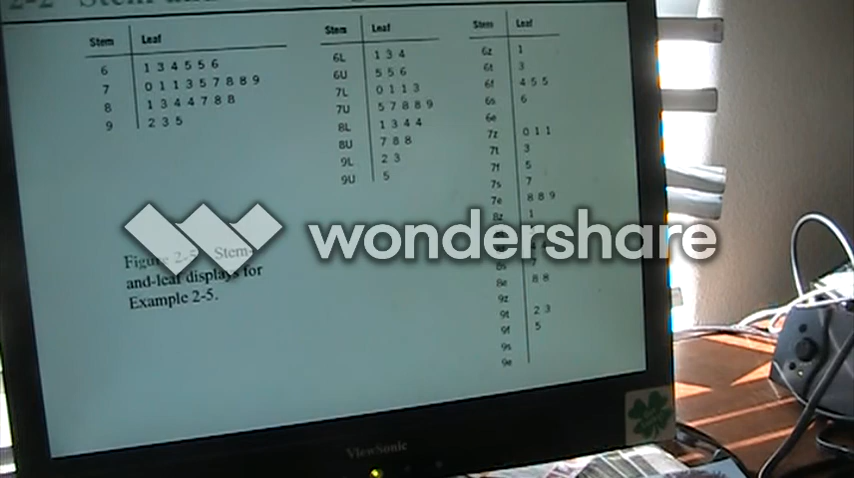 Stem Leaf
6 1 3 4 5 5 6
7 0 1 1 3 5 7 8 8 9
8 1 3 4 4 7 8 8
9 2 3 5
Stem Leaf
6L 1 3 4
6U 5 5 6
7L 0 1 1 3
7U 5 7 8 8 9
8L 1 3 4 4
8U 7 8 8
9L 2 3
9U 5
Stem Leaf
6z 1
6t 3
6f 4 5 5
6s 6
6e
7z 0 1 1
7t 3
7f 5
7s 7
7e 8 8 9
8z 1
8s 7
8e 8 8
9z
9t 2 3
9f 5
9s
9e
wondershare
Figure 2-5 Stem-
and-leaf displays for
Example 2-5.
ViewSonic